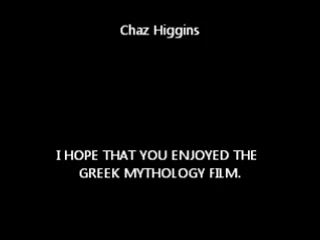 Chaz Higgins
I HOPE THAT YOU ENJOYED THE
GREEK MYTHOLOGY FILM.